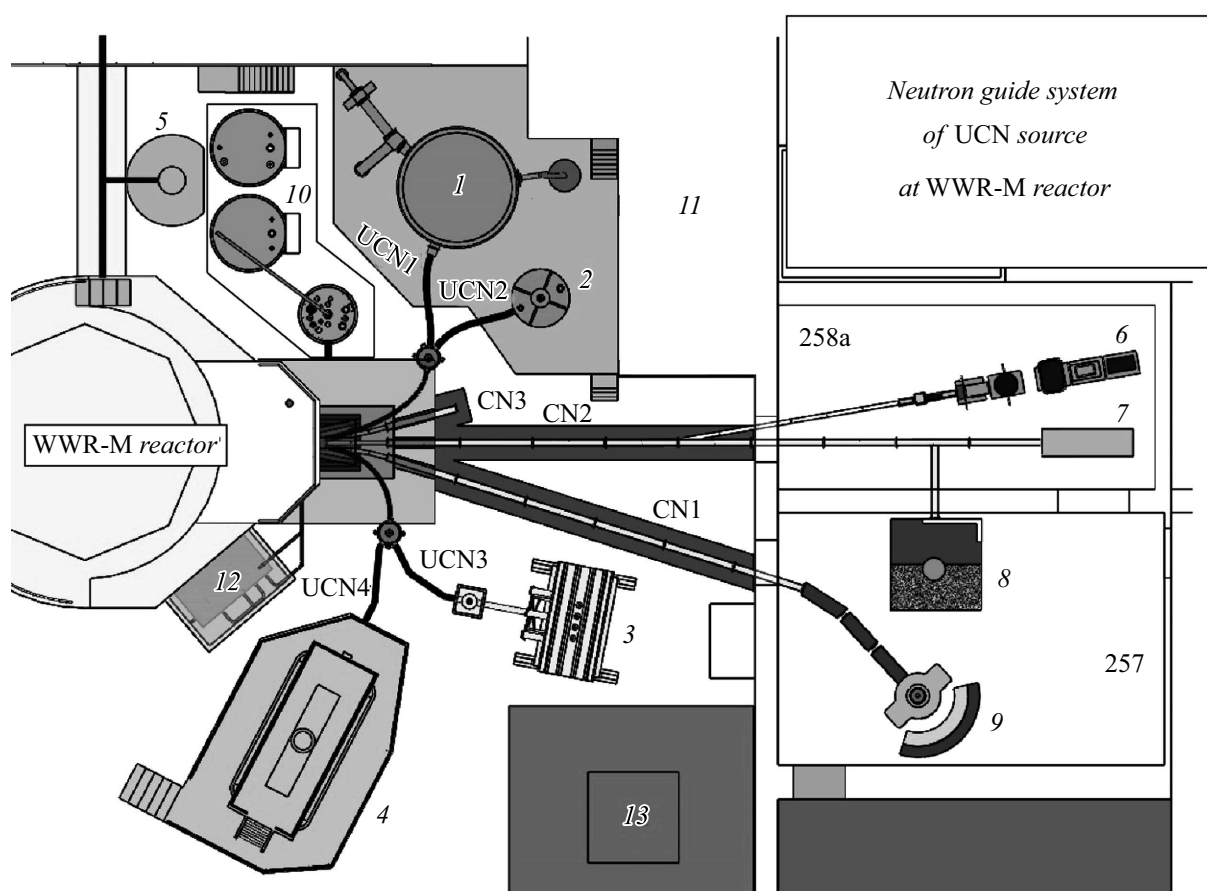 Neutron guide system
of UCN source
at WWR-M reactor
5
10
1
11
UCN1
UCN2
2
258a
6
CN3
CN2
7
WWR-M reactor
CN1
UCN3
12
UCN4
8
3
257
9
4
13